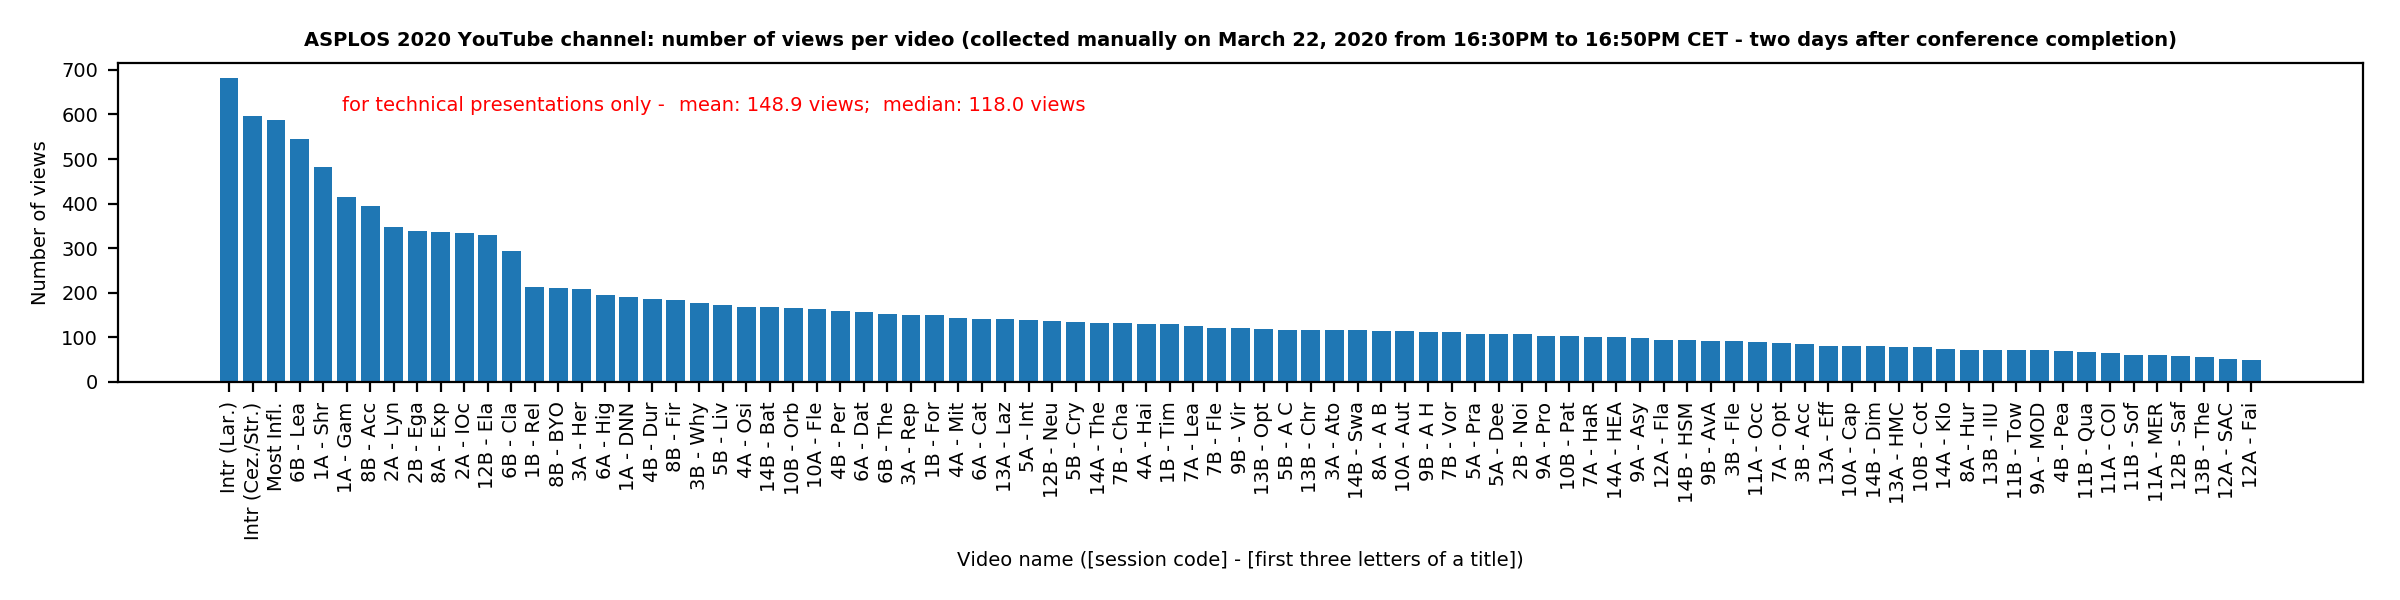 ASPLOS 2020 YouTube channel: number of views per video (collected manually on March 22, 2020 from 16:30PM to 16:50PM CET - two days after conference completion)
for technical presentations only -  mean: 148.9 views;  median: 118.0 views
Number of views
700
600
500
400
300
200
100
0
Intr (Lar.)
Intr (Cez./Str.)
Most Infl.
6B - Lea
1A - Shr
1A - Gam
8B - Acc
2A - Lyn
2B - Ega
8A - Exp
2A - IOc
12B - Ela
6B - Cla
1B - Rel
8B - BYO
3A - Her
6A - Hig
1A - DNN
4B - Dur
8B - Fir
3B - Why
5B - Liv
4A - Osi
14B - Bat
10B - Orb
10A - Fle
4B - Per
6A - Dat
6B - The
3A - Rep
1B - For
4A - Mit
6A - Cat
13A - Laz
5A - Int
12B - Neu
5B - Cry
14A - The
7B - Cha
4A - Hai
1B - Tim
7A - Lea
7B - Fle
9B - Vir
13B - Opt
5B - A C
13B - Chr
3A - Ato
14B - Swa
8A - A B
10A - Aut
9B - A H
7B - Vor
5A - Pra
5A - Dee
2B - Noi
9A - Pro
10B - Pat
7A - HaR
14A - HEA
9A - Asy
12A - Fla
14B - HSM
9B - AvA
3B - Fle
11A - Occ
7A - Opt
3B - Acc
13A - Eff
10A - Cap
14B - Dim
13A - HMC
10B - Cot
14A - Klo
8A - Hur
13B - IIU
11B - Tow
9A - MOD
4B - Pea
11B - Qua
11A - COI
11B - Sof
11A - MER
12B - Saf
13B - The
12A - SAC
12A - Fai
Video name ([session code] - [first three letters of a title])